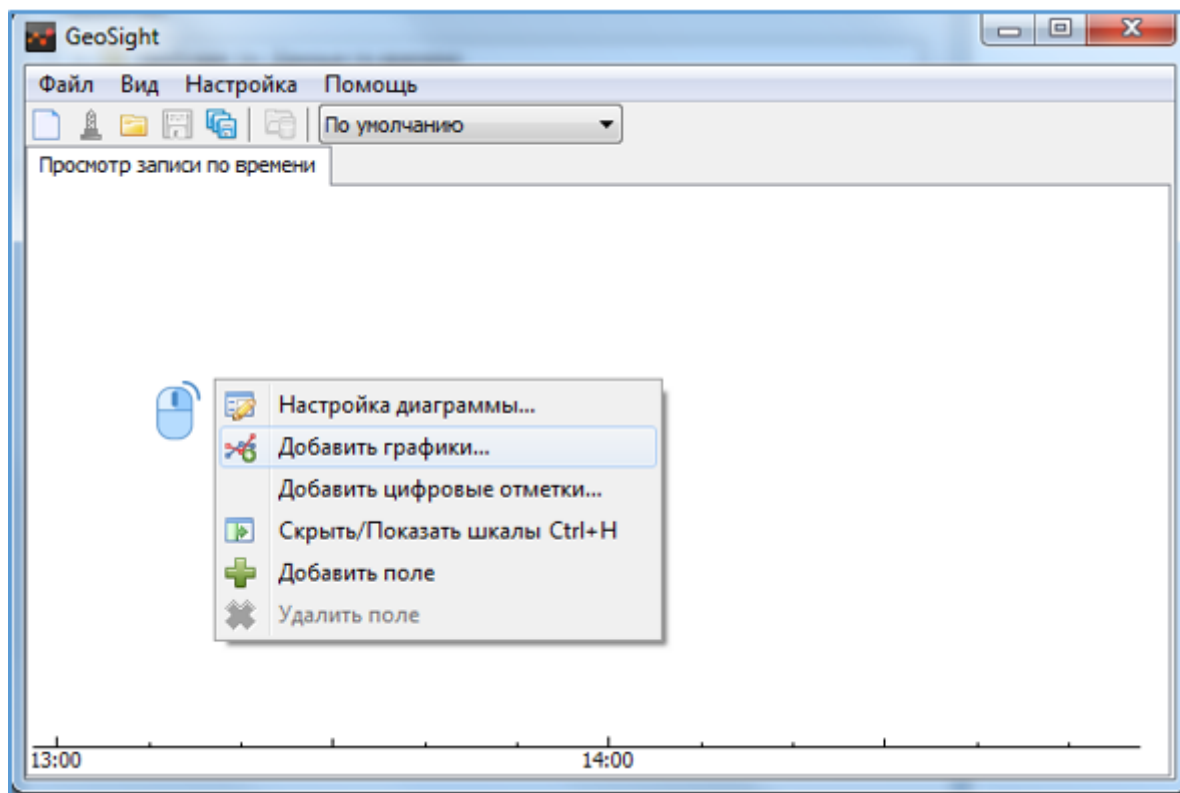 GeoSight
Файл Вид Настройка Помощь
По умолчанию
Просмотр записи по времени
Настройка диаграммы...
Добавить графики...
Добавить цифровые отметки...
Скрыть/Показать шкалы Ctrl+H
Добавить поле
Удалить поле
13:00 14:00